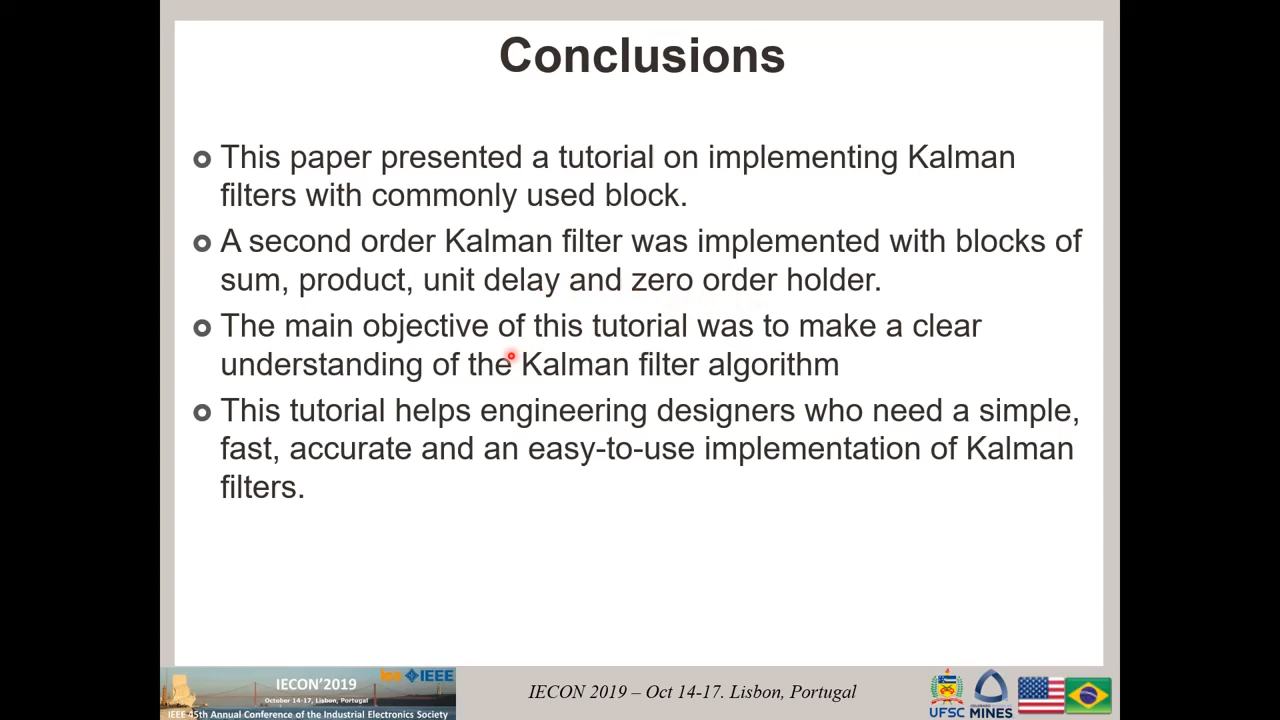 Conclusions
This paper presented a tutorial on implementing Kalman
filters with commonly used block.
A second order Kalman filter was implemented with blocks of
sum, product, unit delay and zero order holder.
The main objective of this tutorial was to make a clear
understanding of the Kalman filter algorithm
This tutorial helps engineering designers who need a simple,
fast, accurate and an easy-to-use implementation of Kalman
filters.
ies IEEE
IECON'2019
October 14-17, Lisbon, Portugal
IEEE 45th Annual Conference of the Industrial Electronics Society
IECON 2019 – Oct 14-17. Lisbon, Portugal
UFSC
MINES